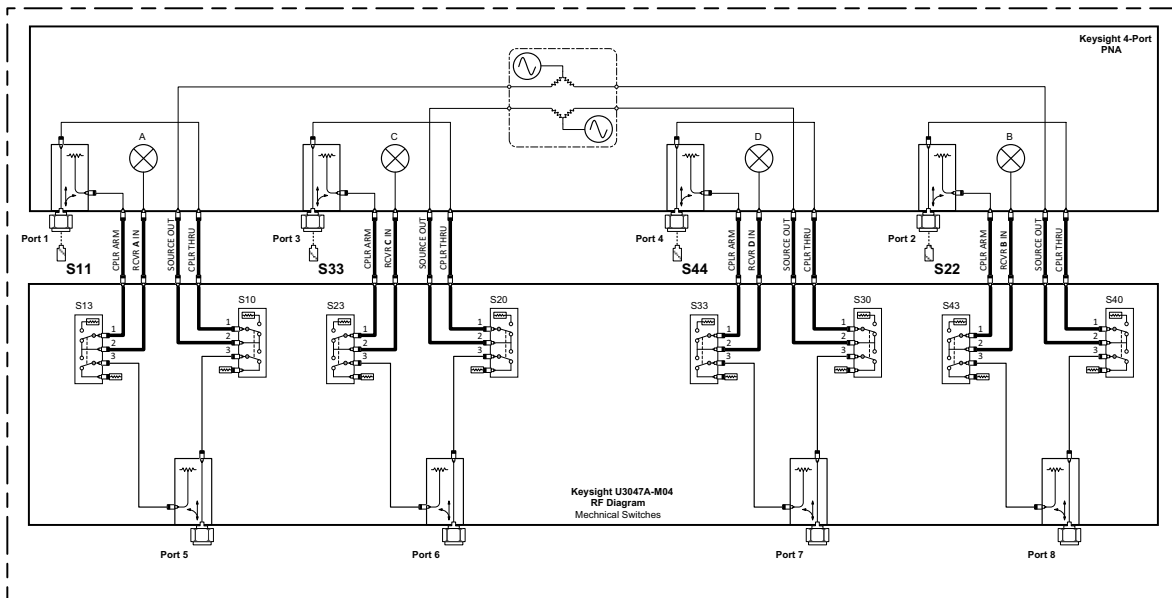 Keysight 4-Port
PNA
A
C
D
B
Port 1
Port 3
Port 4
Port 2
S11
S33
S44
S22
CPLR ARM
RCVR A IN
SOURCE OUT
CPLR THRU
CPLR ARM
RCVR C IN
SOURCE OUT
CPLR THRU
CPLR ARM
RCVR D IN
SOURCE OUT
CPLR THRU
CPLR ARM
RCVR B IN
SOURCE OUT
CPLR THRU
S13
S10
S23
S20
S33
S30
S43
S40
1
2
3
1
2
3
1
2
3
1
2
3
1
2
3
1
2
3
1
2
3
1
2
3
Keysight U3047A-M04
RF Diagram
Mechnical Switches
Port 5
Port 6
Port 7
Port 8